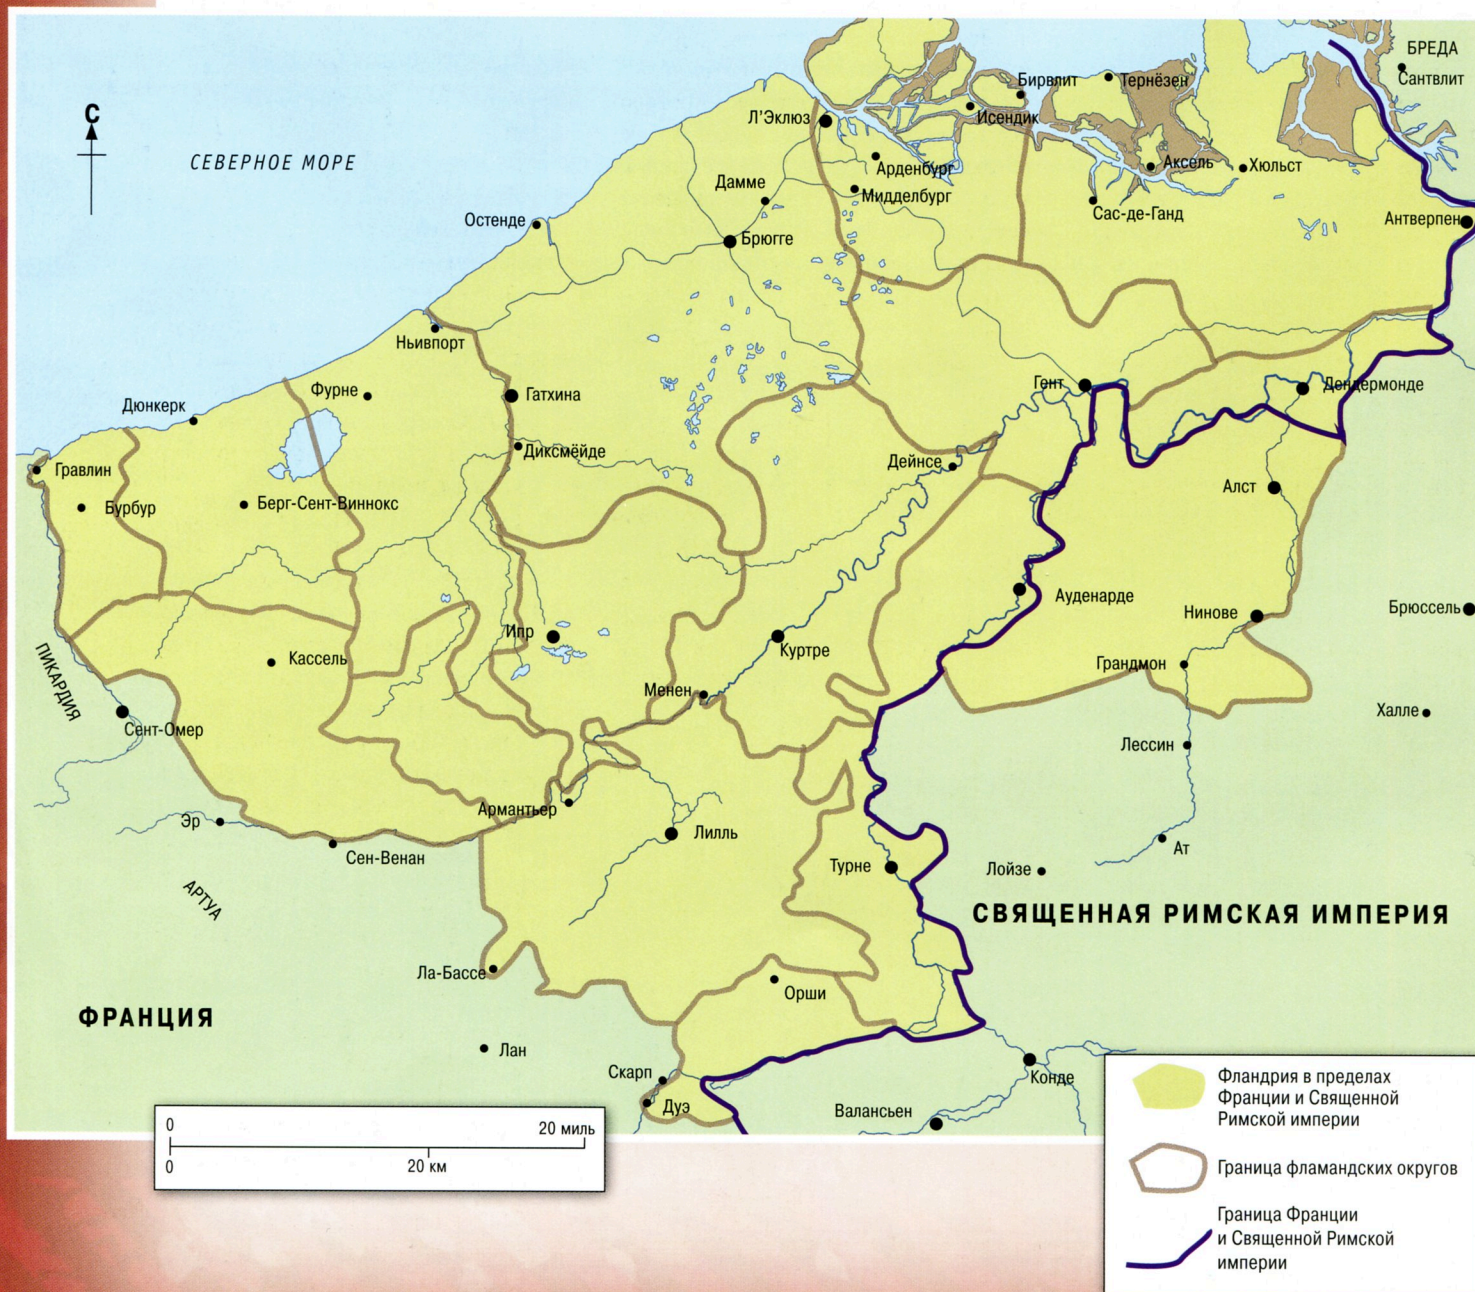 БРЕДА
Сантвлит
Бирвлит
Тернёзен
С
Л'Эклюз
Исендик
СЕВЕРНОЕ МОРЕ
Арденбург
Аксель
Хюльст
Дамме
Мидделбург
Сас-де-Ганд
Остенде
Антверпен
Брюгге
Ньивпорт
Фурне
Гатхина
Гент
Дендермонде
Дюнкерк
Диксмёйде
Дейнсе
Гравлин
Алст
Бурбур
Берг-Сент-Виннокс
Ауденарде
Брюссель
Нинове
Ипр
Куртре
Кассель
Грандмон
ПИКАРДИЯ
Менен
Халле
Сент-Омер
Лессин
Армантьер
Эр
Лилль
Ат
Сен-Венан
Турне
Лойзе
АРТУА
СВЯЩЕННАЯ РИМСКАЯ ИМПЕРИЯ
Ла-Бассе
Орши
ФРАНЦИЯ
Лан
Скарп
Конде
Дуэ
Валансьен
0
20 миль
0
20 км
Фландрия в пределах
Франции и Священной
Римской империи
Граница фламандских округов
Граница Франции
и Священной Римской
империи